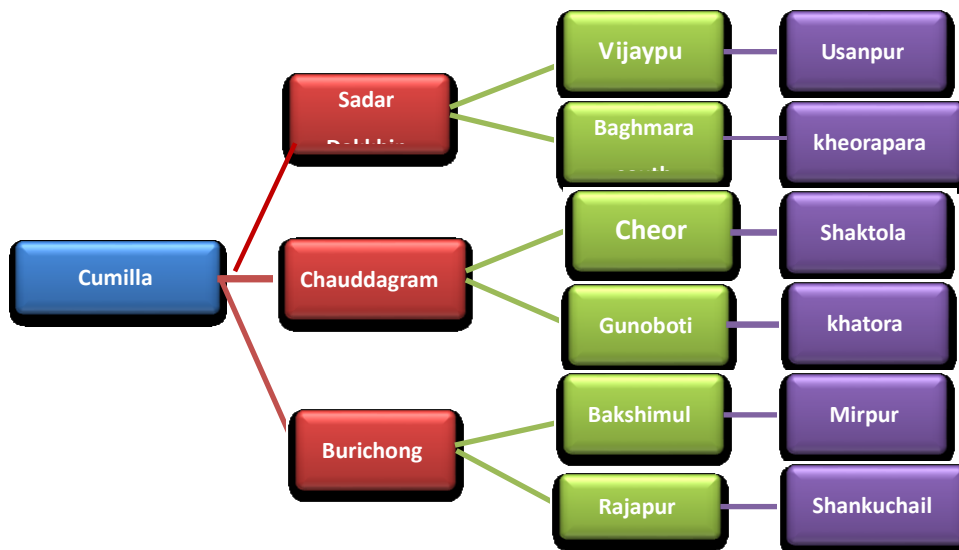 Cumilla
Sadar
Chauddagram
Burichong
Vijaypu
Baghmara
Cheor
Gunoboti
Bakshimul
Rajapur
Usanpur
kheorapara
Shaktola
khatora
Mirpur
Shankuchail